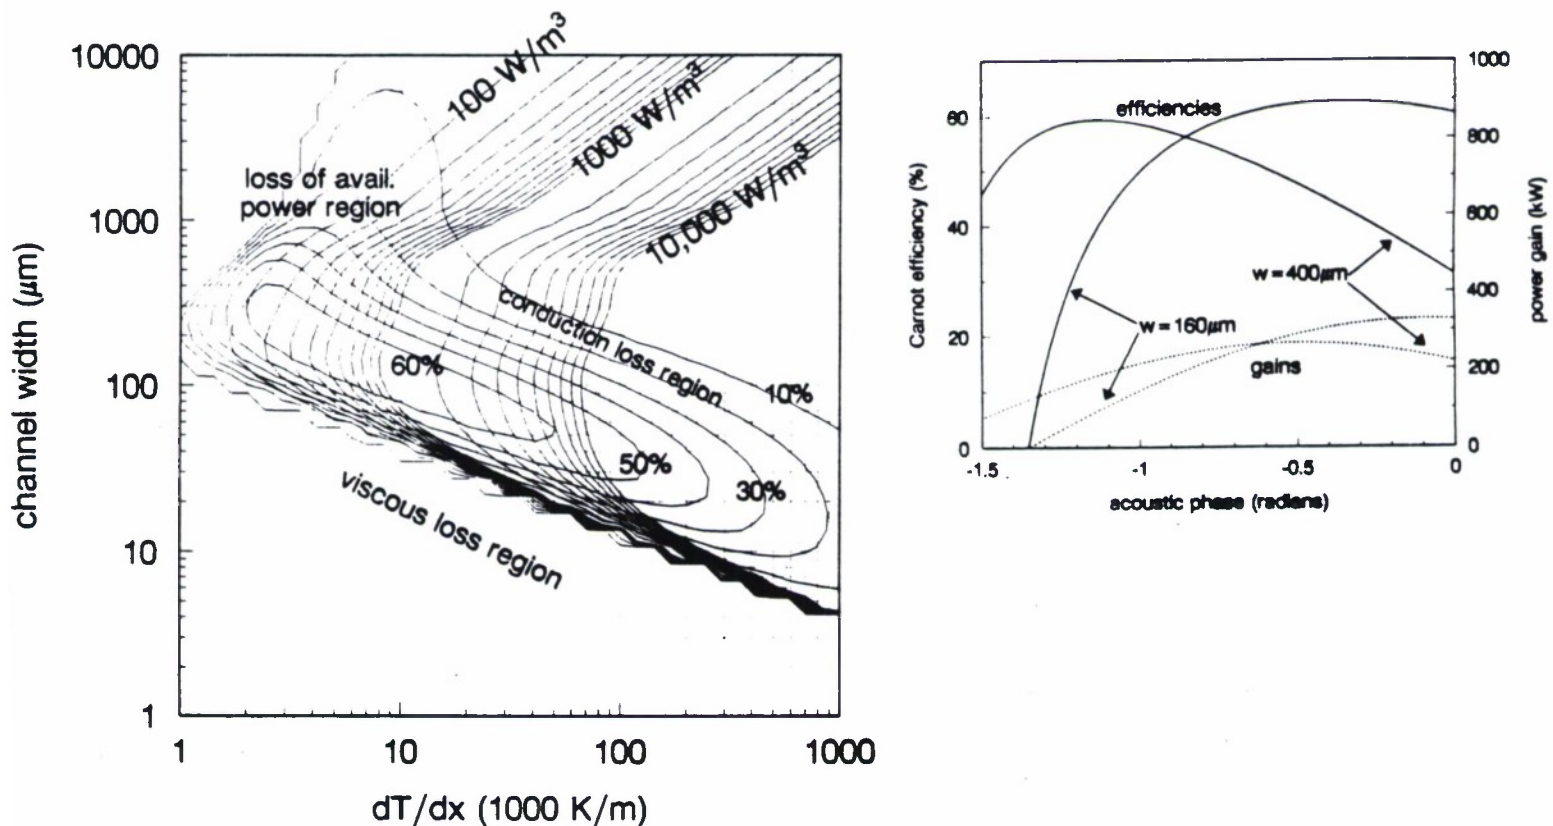 10000
1000
100
10
1
channel width (μm)
1
10
100
1000
dT/dx (1000 K/m)
100 W/m³
1000 W/m³
10,000 W/m³
loss of avail.
power region
conduction loss region
60%
50%
30%
10%
viscous loss region
60
40
20
0
Carnot efficiency (%)
-1.5
-1
-0.5
0
acoustic phase (radians)
1000
800
600
400
200
0
power gain (kW)
efficiencies
w=400μm
w=160μm
gains